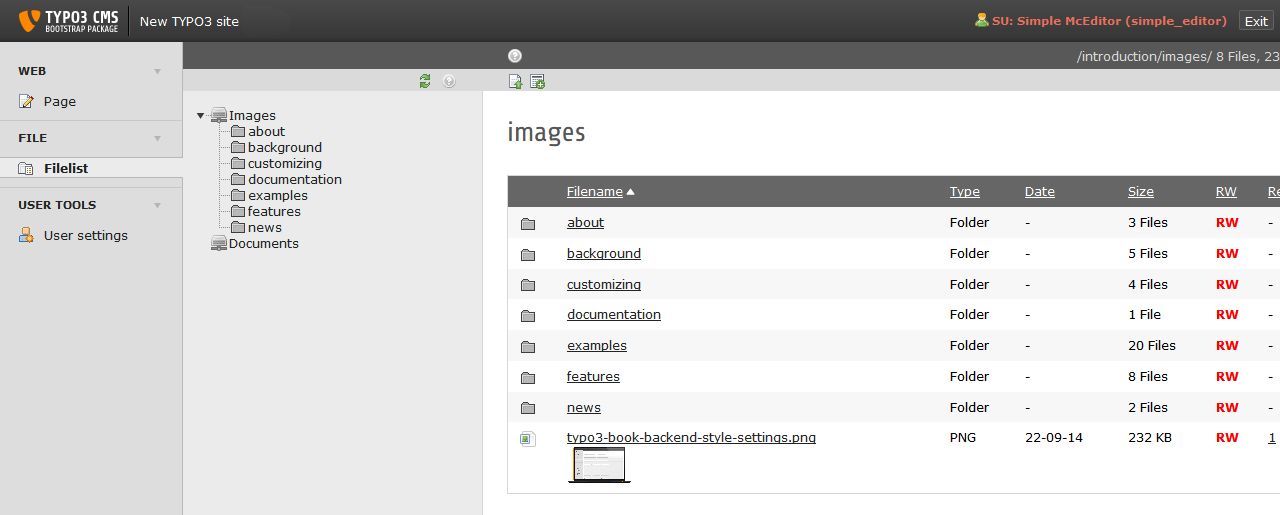 TYPO3 CMS
BOOTSTRAP PACKAGE
New TYPO3 site
SU: Simple McEditor (simple_editor)
Exit
/introduction/images/ 8 Files, 23
WEB
Page
FILE
Filelist
USER TOOLS
User settings
Images
about
background
customizing
documentation
examples
features
news
Documents
images
Filename Type Date Size RW Re
about Folder - 3 Files RW -
background Folder - 5 Files RW -
customizing Folder - 4 Files RW -
documentation Folder - 1 File RW -
examples Folder - 20 Files RW -
features Folder - 8 Files RW -
news Folder - 2 Files RW -
typo3-book-backend-style-settings.png PNG 22-09-14 232 KB RW 1